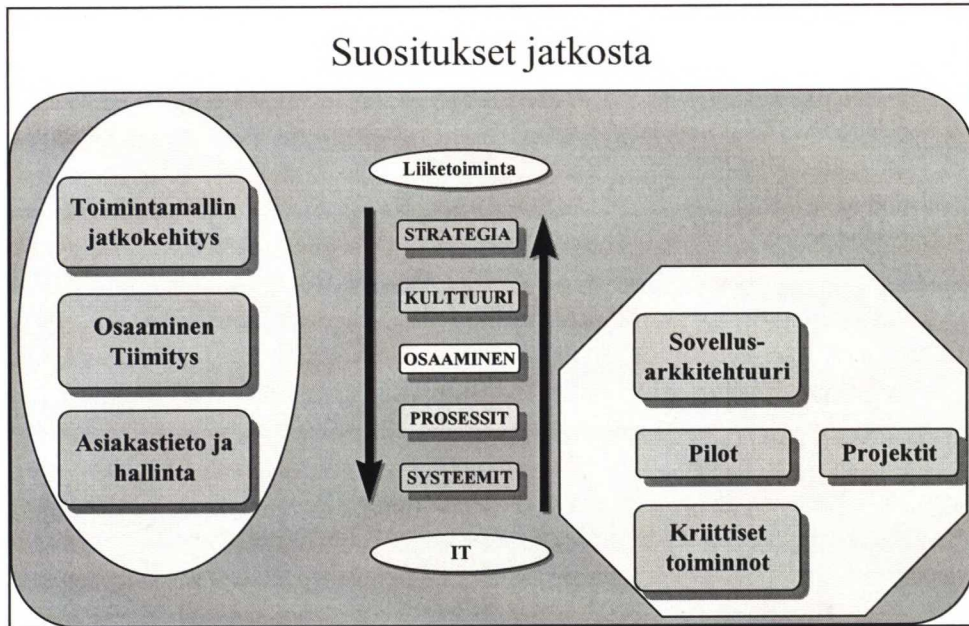 Suositukset jatkosta
Toimintamallin
jatkokehitys
Osaaminen
Tiimitys
Asiakastieto ja
hallinta
Liiketoiminta
STRATEGIA
KULTTUURI
OSAAMINEN
PROSESSIT
SYSTEEMIT
IT
Sovellus-
arkkitehtuuri
Pilot
Projektit
Kriittiset
toiminnot